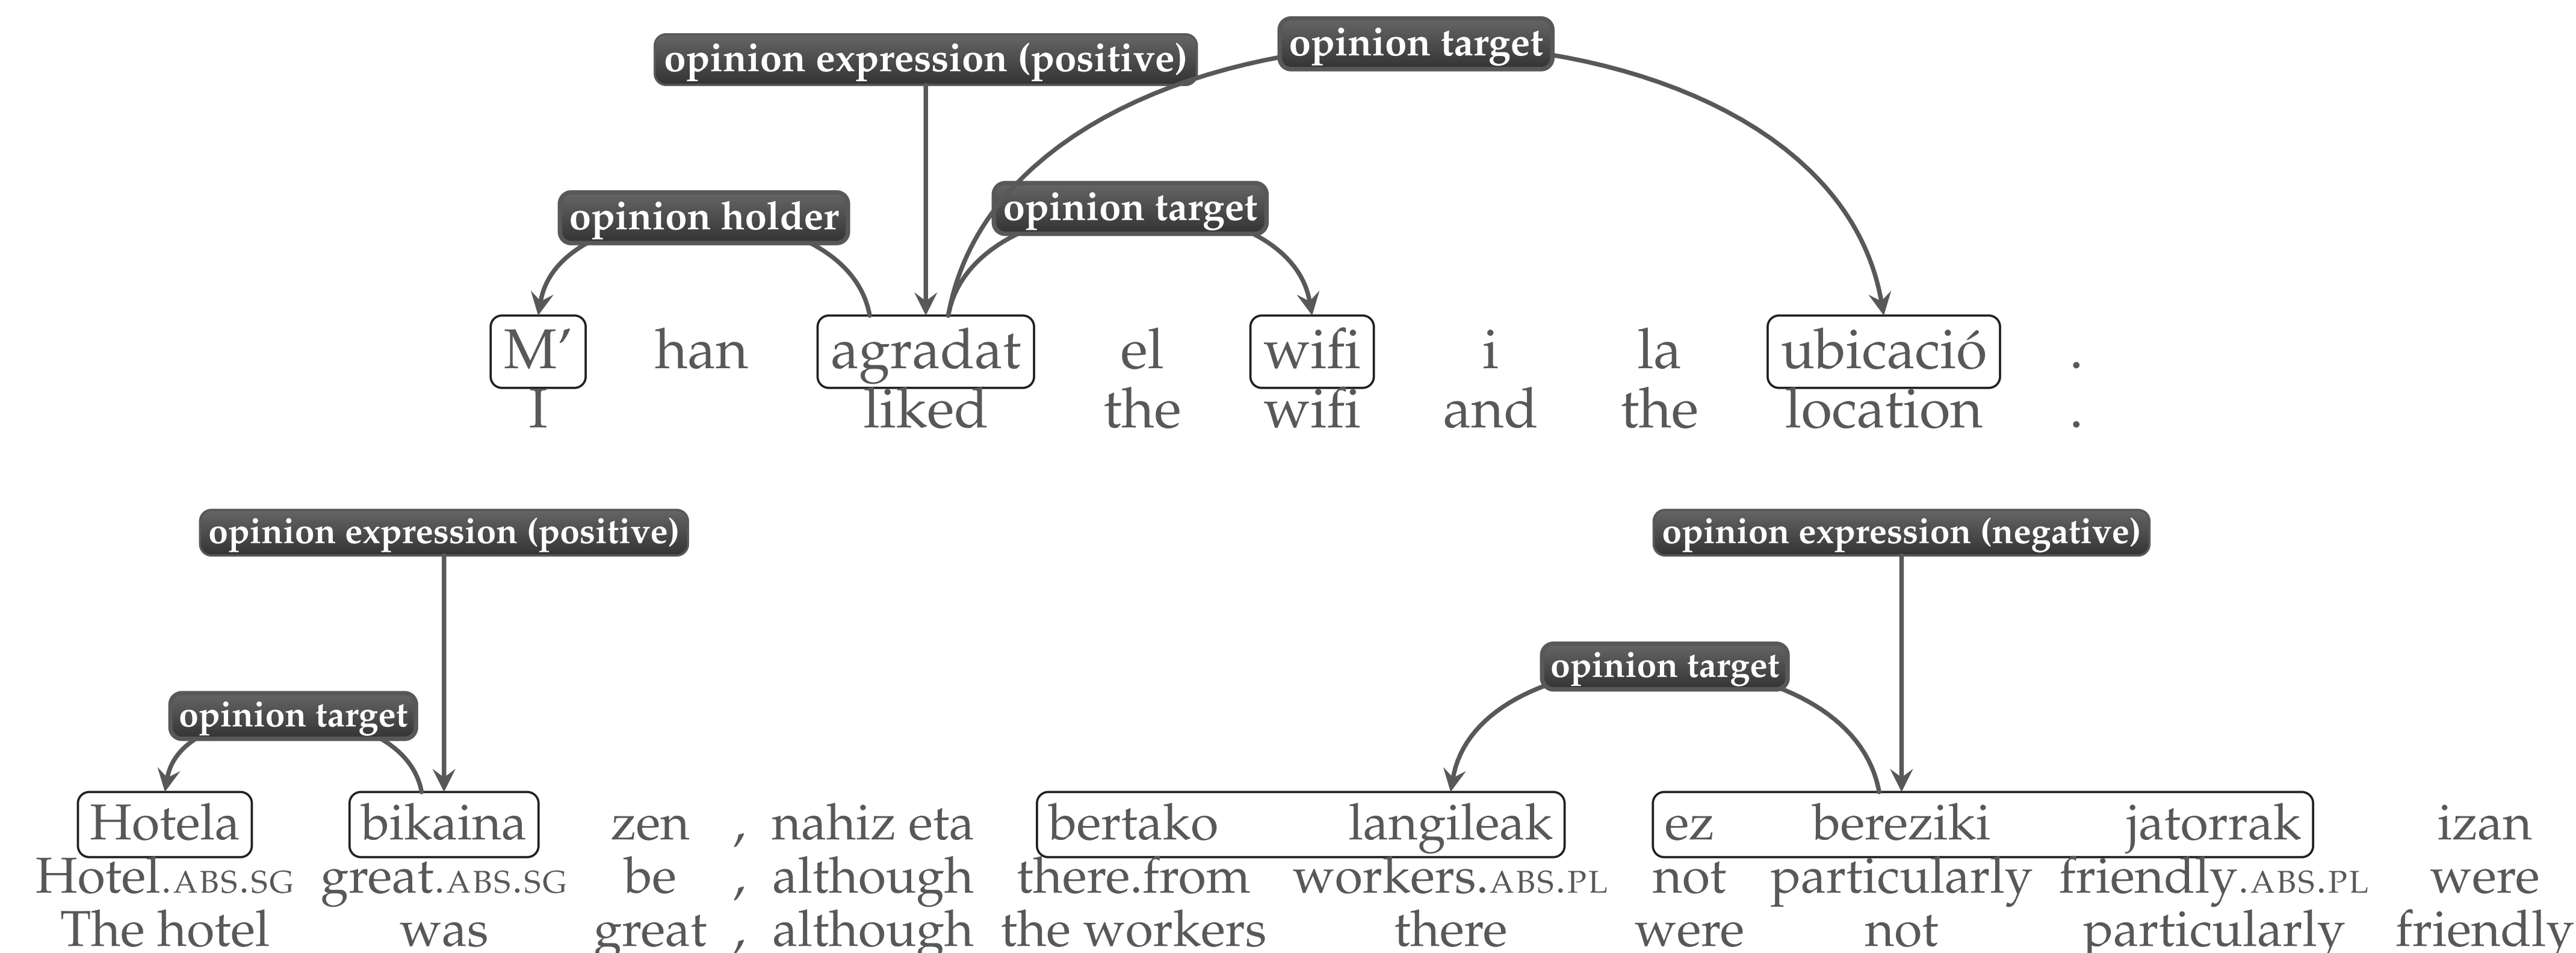 opinion target
opinion expression (positive)
opinion holder opinion target
M’ han agradat el wifi i la ubicació .
I liked the wifi and the location .
opinion expression (positive) opinion expression (negative)
opinion target
opinion target
Hotela bikaina zen , nahiz eta bertako langileak ez bereziki jatorrak izan
Hotel.ABS.SG great.ABS.SG be , although there.from workers.ABS.PL not particularly friendly.ABS.PL were
The hotel was great , although the workers there were not particularly friendly